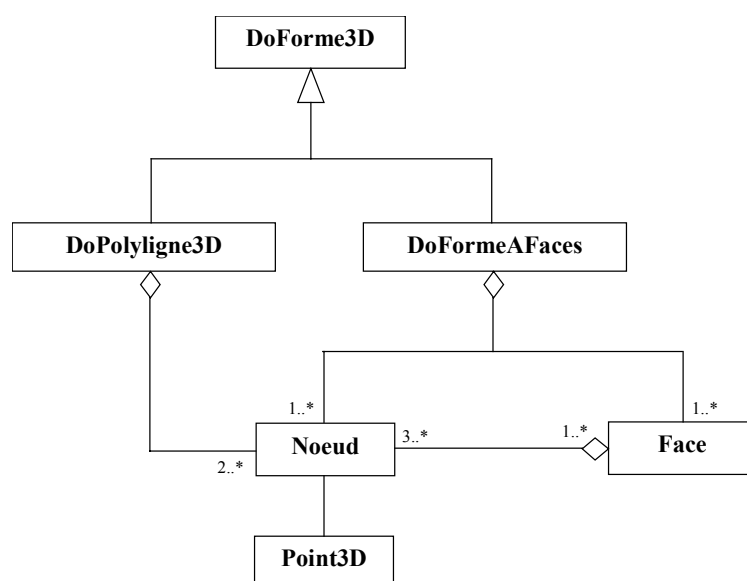 DoForme3D
DoPolyligne3D
DoFormeAFaces
1..*
1..*
Noeud
3..*
1..*
Face
2..*
Point3D